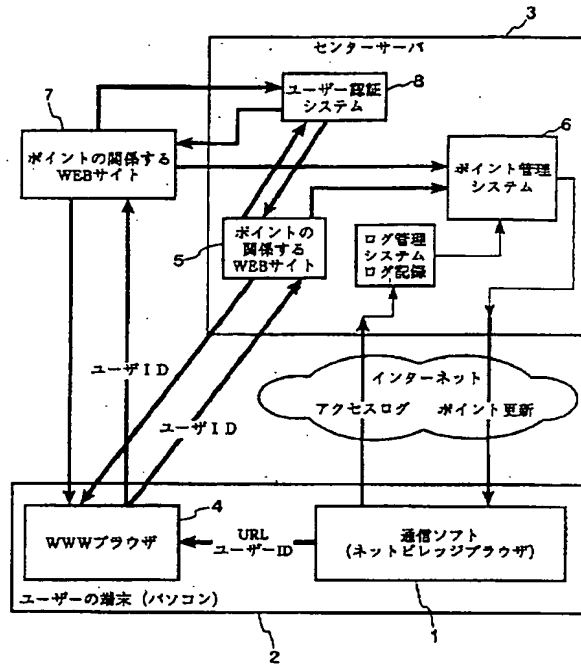 3
センターサーバ
8
ユーザー認証
システム
7
ポイントの関係する
WEBサイト
6
ポイント管理
システム
5
ポイントの
関係する
WEBサイト
ログ管理
システム
ログ記録
ユーザID
ユーザID
インターネット
アクセスログ
ポイント更新
4
WWWブラウザ
URL
ユーザーID
通信ソフト
(ネットビレッジブラウザ)
ユーザーの端末(パソコン)
2
1